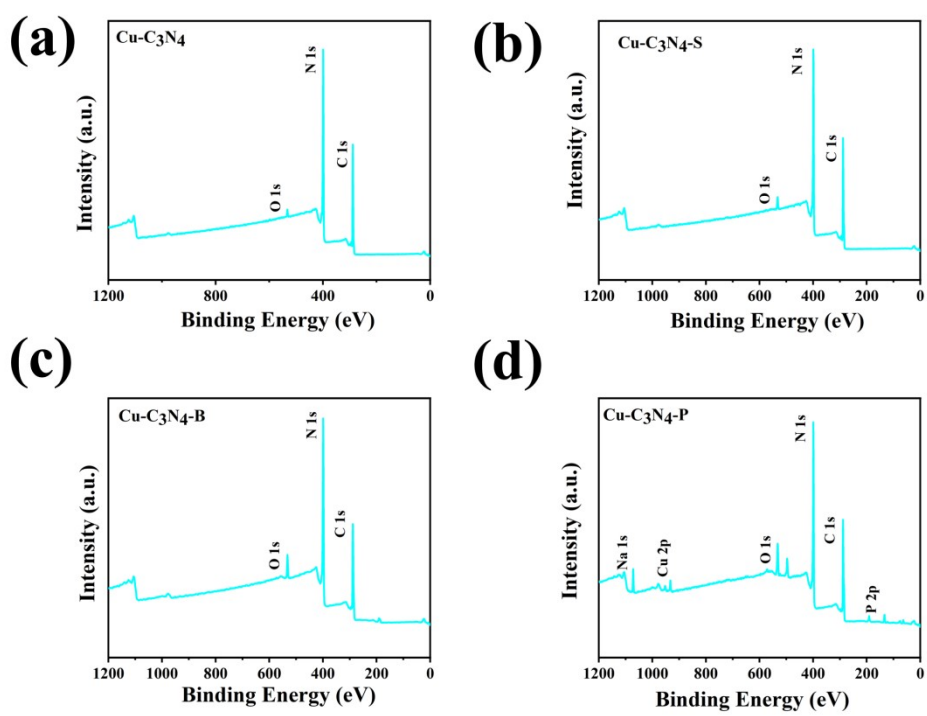 (a)
Cu-C3N4
N 1s
C 1s
O 1s
Intensity (a.u.)
1200 800 400 0
Binding Energy (eV)
(b)
Cu-C3N4-S
N 1s
C 1s
O 1s
Intensity (a.u.)
1200 1000 800 600 400 200 0
Binding Energy (eV)
(c)
Cu-C3N4-B
N 1s
C 1s
O 1s
Intensity (a.u.)
1200 1000 800 600 400 200 0
Binding Energy (eV)
(d)
Cu-C3N4-P
N 1s
C 1s
O 1s
Na 1s
Cu 2p
P 2p
Intensity (a.u.)
1200 1000 800 600 400 200 0
Binding Energy (eV)